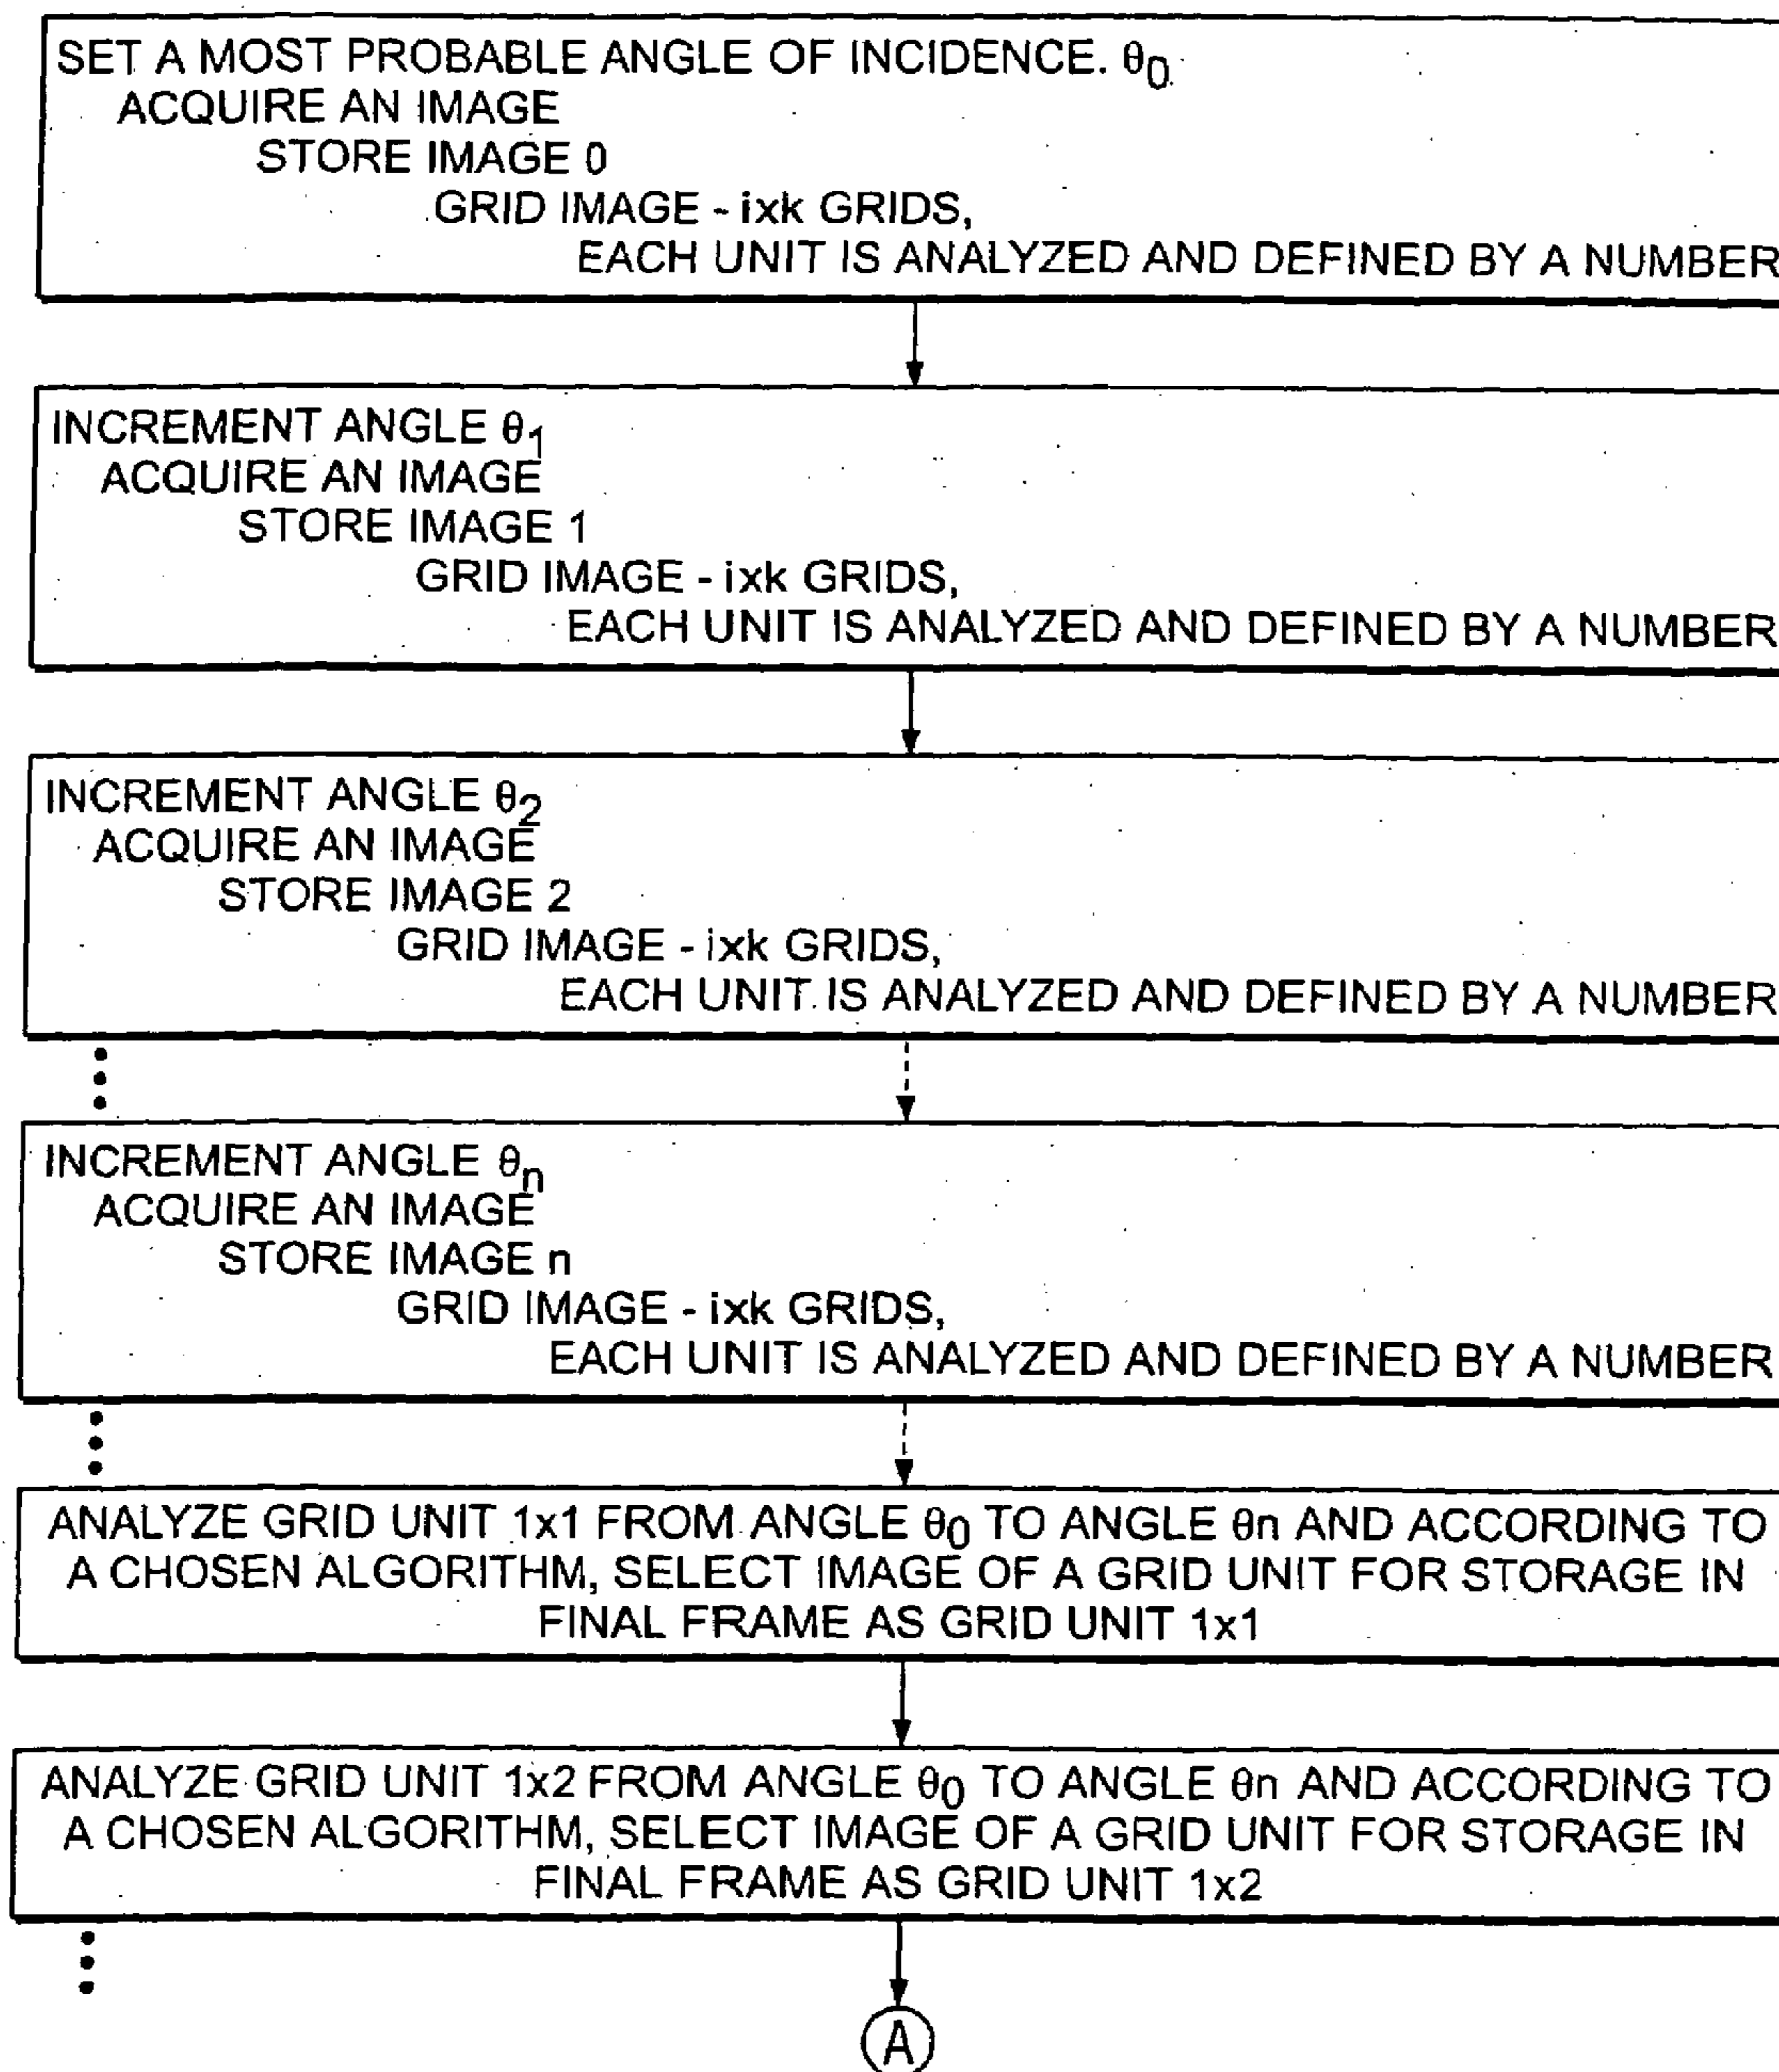 SET A MOST PROBABLE ANGLE OF INCIDENCE. θ0
ACQUIRE AN IMAGE
STORE IMAGE 0
GRID IMAGE - ixk GRIDS,
EACH UNIT IS ANALYZED AND DEFINED BY A NUMBER
INCREMENT ANGLE θ1
ACQUIRE AN IMAGE
STORE IMAGE 1
GRID IMAGE - ixk GRIDS,
EACH UNIT IS ANALYZED AND DEFINED BY A NUMBER
INCREMENT ANGLE θ2
ACQUIRE AN IMAGE
STORE IMAGE 2
GRID IMAGE - ixk GRIDS,
EACH UNIT IS ANALYZED AND DEFINED BY A NUMBER
INCREMENT ANGLE θn
ACQUIRE AN IMAGE
STORE IMAGE n
GRID IMAGE - ixk GRIDS,
EACH UNIT IS ANALYZED AND DEFINED BY A NUMBER
ANALYZE GRID UNIT 1x1 FROM ANGLE θ0 TO ANGLE θn AND ACCORDING TO
A CHOSEN ALGORITHM, SELECT IMAGE OF A GRID UNIT FOR STORAGE IN
FINAL FRAME AS GRID UNIT 1x1
ANALYZE GRID UNIT 1x2 FROM ANGLE θ0 TO ANGLE θn AND ACCORDING TO
A CHOSEN ALGORITHM, SELECT IMAGE OF A GRID UNIT FOR STORAGE IN
FINAL FRAME AS GRID UNIT 1x2
A